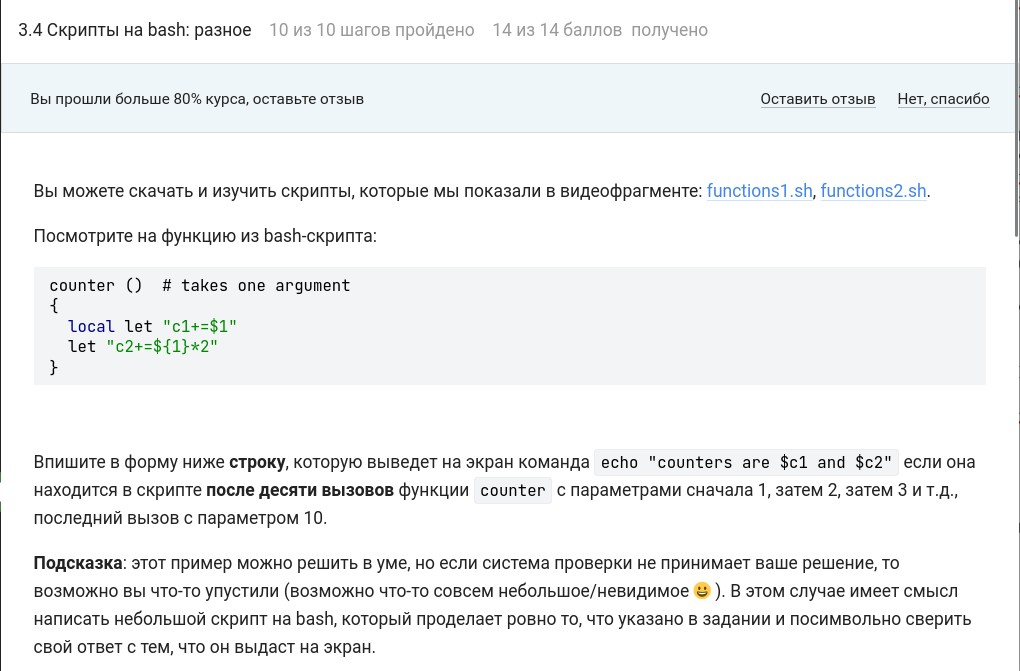 3.4 Скрипты на bash: разное 10 из 10 шагов пройдено 14 из 14 баллов получено
Вы прошли больше 80% курса, оставьте отзыв Оставить отзыв Нет, спасибо
Вы можете скачать и изучить скрипты, которые мы показали в видеофрагменте: functions1.sh, functions2.sh.
Посмотрите на функцию из bash-скрипта:
counter ()  # takes one argument
{
  local let "c1+=$1"
  let "c2+=${1}*2"
}
Впишите в форму ниже строку, которую выведет на экран команда echo "counters are $c1 and $c2" если она
находится в скрипте после десяти вызовов функции counter с параметрами сначала 1, затем 2, затем 3 и т.д.,
последний вызов с параметром 10.
Подсказка: этот пример можно решить в уме, но если система проверки не принимает ваше решение, то
возможно вы что-то упустили (возможно что-то совсем небольшое/невидимое 😀 ). В этом случае имеет смысл
написать небольшой скрипт на bash, который проделает ровно то, что указано в задании и посимвольно сверить
свой ответ с тем, что он выдаст на экран.